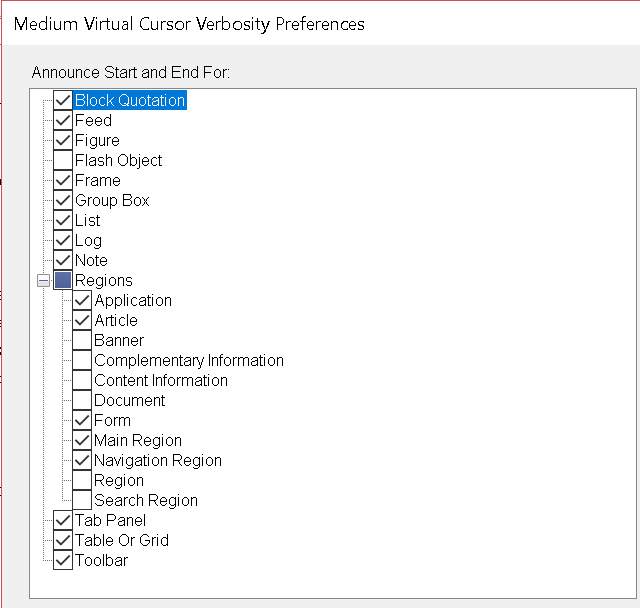 Medium Virtual Cursor Verbosity Preferences
Announce Start and End For:
Block Quotation
Feed
Figure
Flash Object
Frame
Group Box
List
Log
Note
Regions
Application
Article
Banner
Complementary Information
Content Information
Document
Form
Main Region
Navigation Region
Region
Search Region
Tab Panel
Table Or Grid
Toolbar